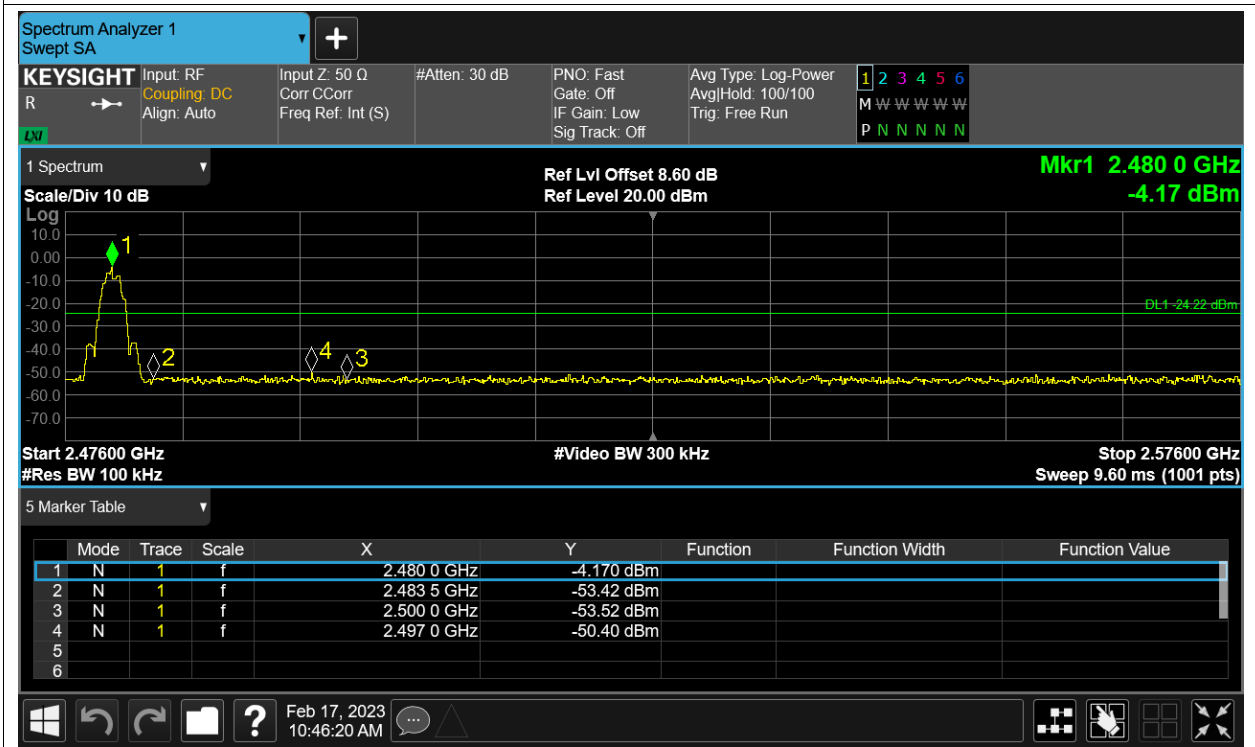 Spectrum Analyzer 1
Swept SA
KEYSIGHT Input: RF Input Z: 50 Ω #Atten: 30 dB PNO: Fast Avg Type: Log-Power 1 2 3 4 5 6
R Coupling: DC Corr CCorr Gate: Off Avg|Hold: 100/100 M W W W W W W
Align: Auto Freq Ref: Int (S) IF Gain: Low Trig: Free Run
LXI Sig Track: Off P N N N N N N
1 Spectrum Ref Lvl Offset 8.60 dB Mkr1 2.480 0 GHz
Scale/Div 10 dB Ref Level 20.00 dBm -4.17 dBm
Log
10.0
1
0.00
-10.0
-20.0
DL1 -24.22 dBm
-30.0
-40.0
2 4 3
-50.0
-60.0
-70.0
Start 2.47600 GHz #Video BW 300 kHz Stop 2.57600 GHz
#Res BW 100 kHz Sweep 9.60 ms (1001 pts)
5 Marker Table
Mode Trace Scale X Y Function Function Width Function Value
1 N 1 f 2.480 0 GHz -4.170 dBm
2 N 1 f 2.483 5 GHz -53.42 dBm
3 N 1 f 2.500 0 GHz -53.52 dBm
4 N 1 f 2.497 0 GHz -50.40 dBm
5
6
? Feb 17, 2023
10:46:20 AM